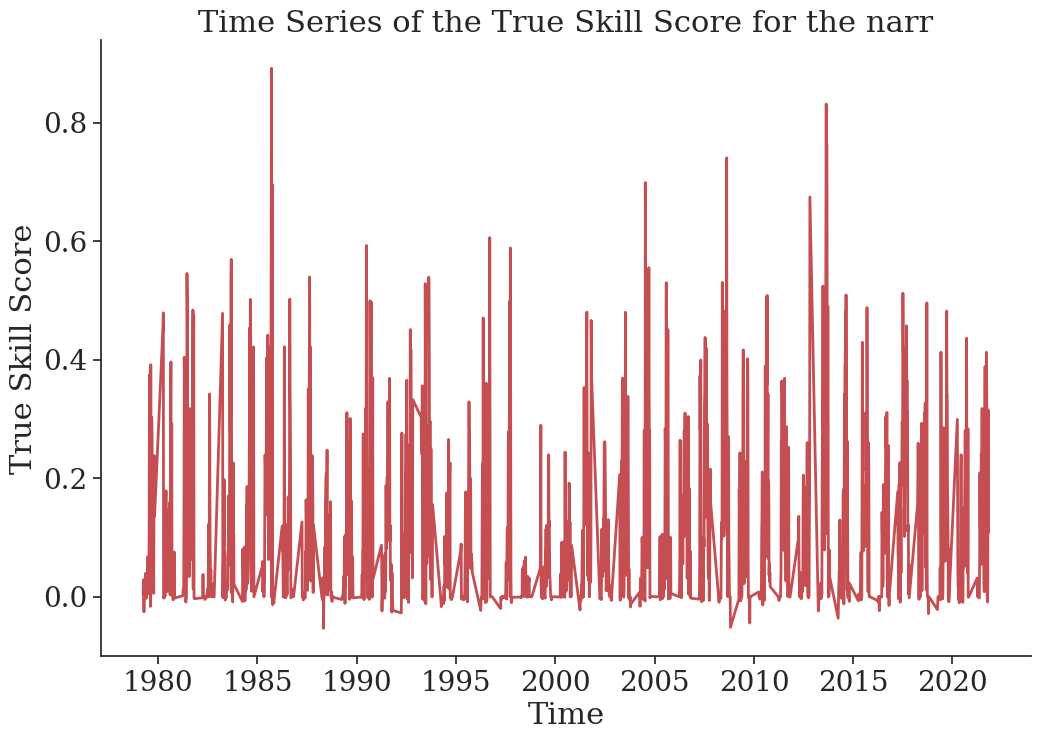 Time Series of the True Skill Score for the narr
True Skill Score
0.8
0.6
0.4
0.2
0.0
1980 1985 1990 1995 2000 2005 2010 2015 2020
Time